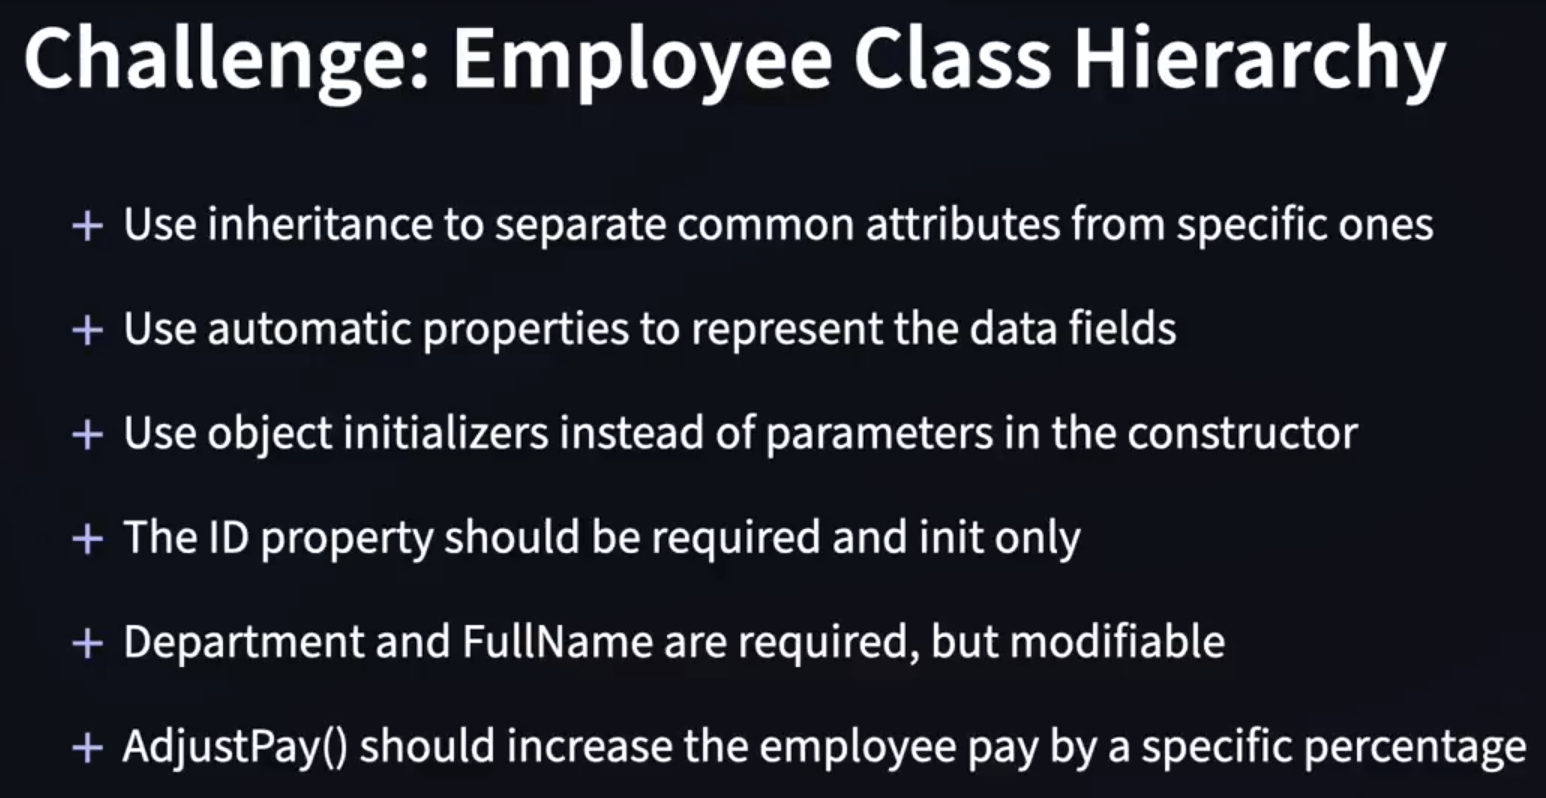 Challenge: Employee Class Hierarchy
+ Use inheritance to separate common attributes from specific ones
+ Use automatic properties to represent the data fields
+ Use object initializers instead of parameters in the constructor
+ The ID property should be required and init only
+ Department and FullName are required, but modifiable
+ AdjustPay() should increase the employee pay by a specific percentage